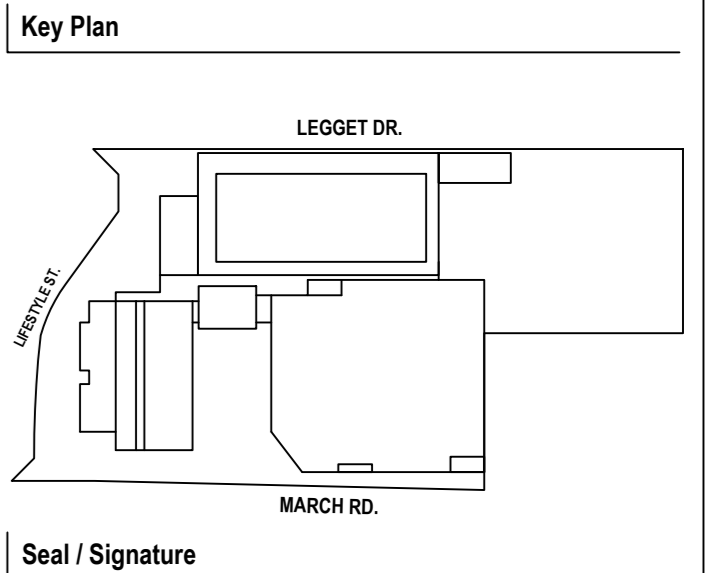 Key Plan
LEGGET DR.
LIFESTYLE ST.
MARCH RD.
Seal / Signature